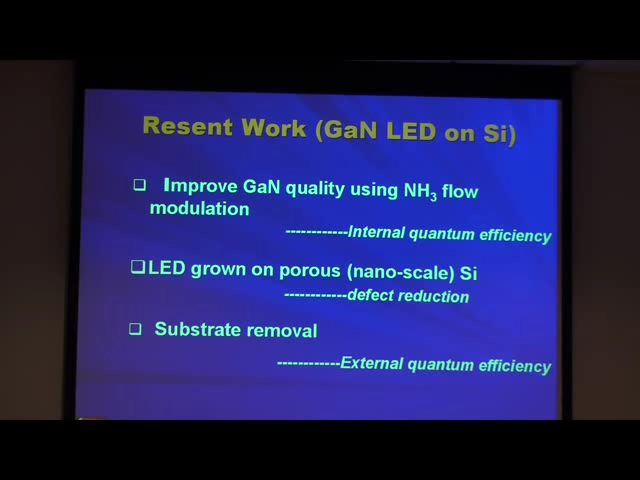 Resent Work (GaN LED on Si)
❑ Improve GaN quality using NH₃ flow
modulation
------------Internal quantum efficiency
❑LED grown on porous (nano-scale) Si
------------defect reduction
❑ Substrate removal
------------External quantum efficiency